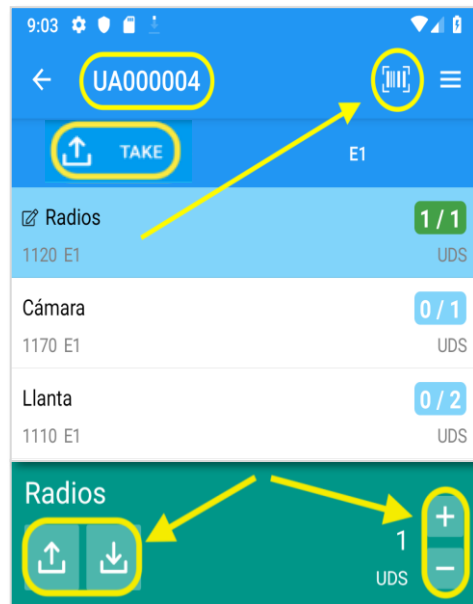 9:03
UA000004
TAKE E1
Radios 1 / 1
1120 E1 UDS
Cámara 0 / 1
1170 E1 UDS
Llanta 0 / 2
1110 E1 UDS
Radios
1
UDS